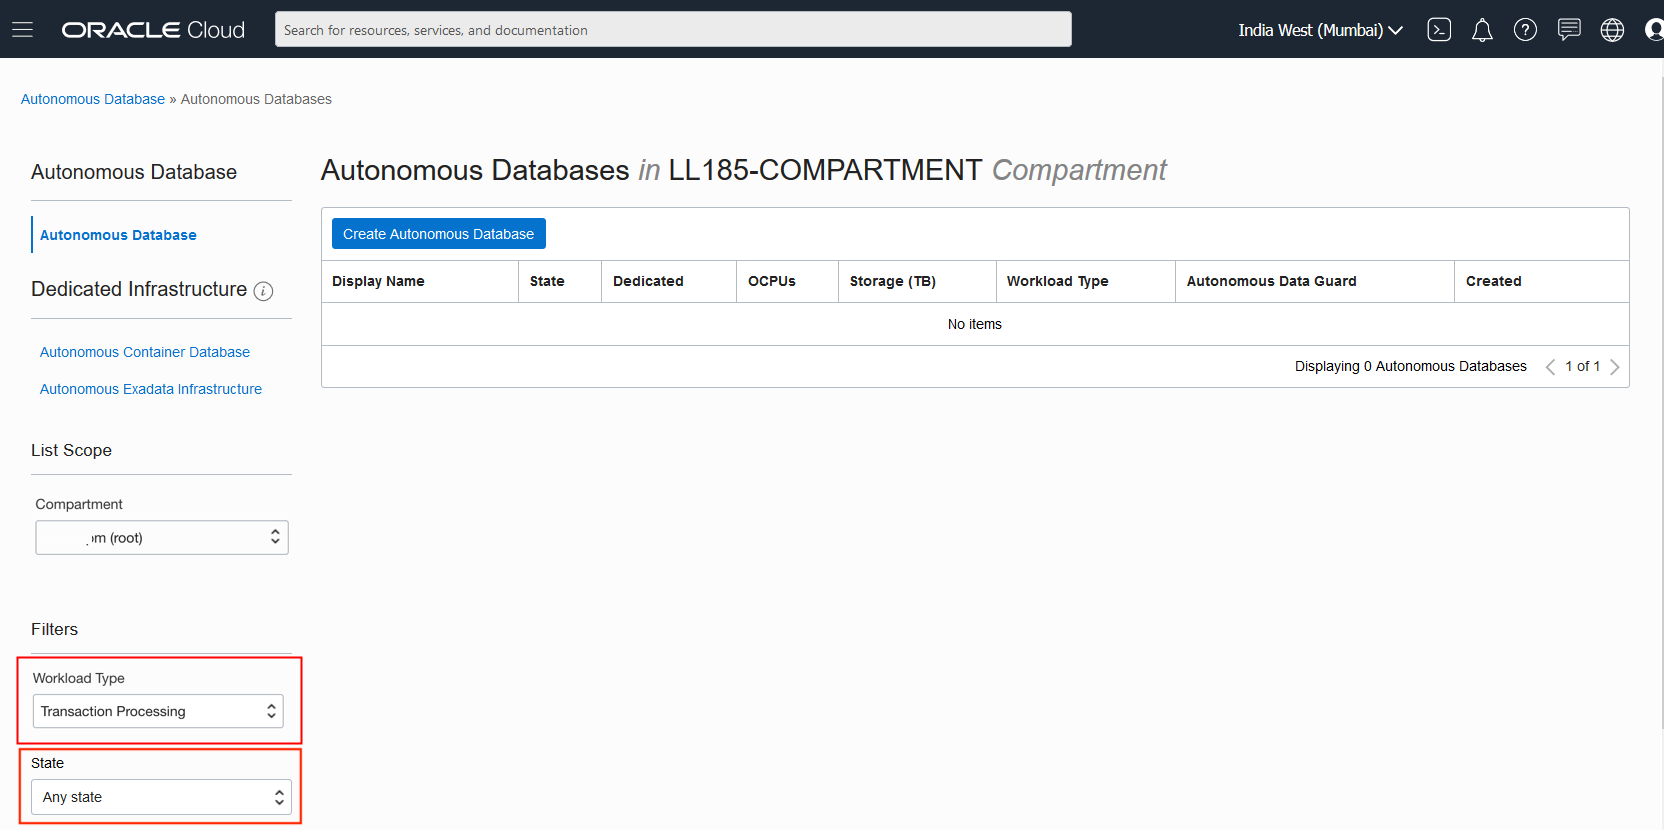 ORACLE Cloud
Search for resources, services, and documentation
India West (Mumbai)
Autonomous Database » Autonomous Databases
Autonomous Database
Autonomous Database
Dedicated Infrastructure
Autonomous Container Database
Autonomous Exadata Infrastructure
List Scope
Compartment
(root)
Filters
Workload Type
Transaction Processing
State
Any state
Autonomous Databases in LL185-COMPARTMENT Compartment
Create Autonomous Database
Display Name State Dedicated OCPUs Storage (TB) Workload Type Autonomous Data Guard Created
No items
Displaying 0 Autonomous Databases 1 of 1